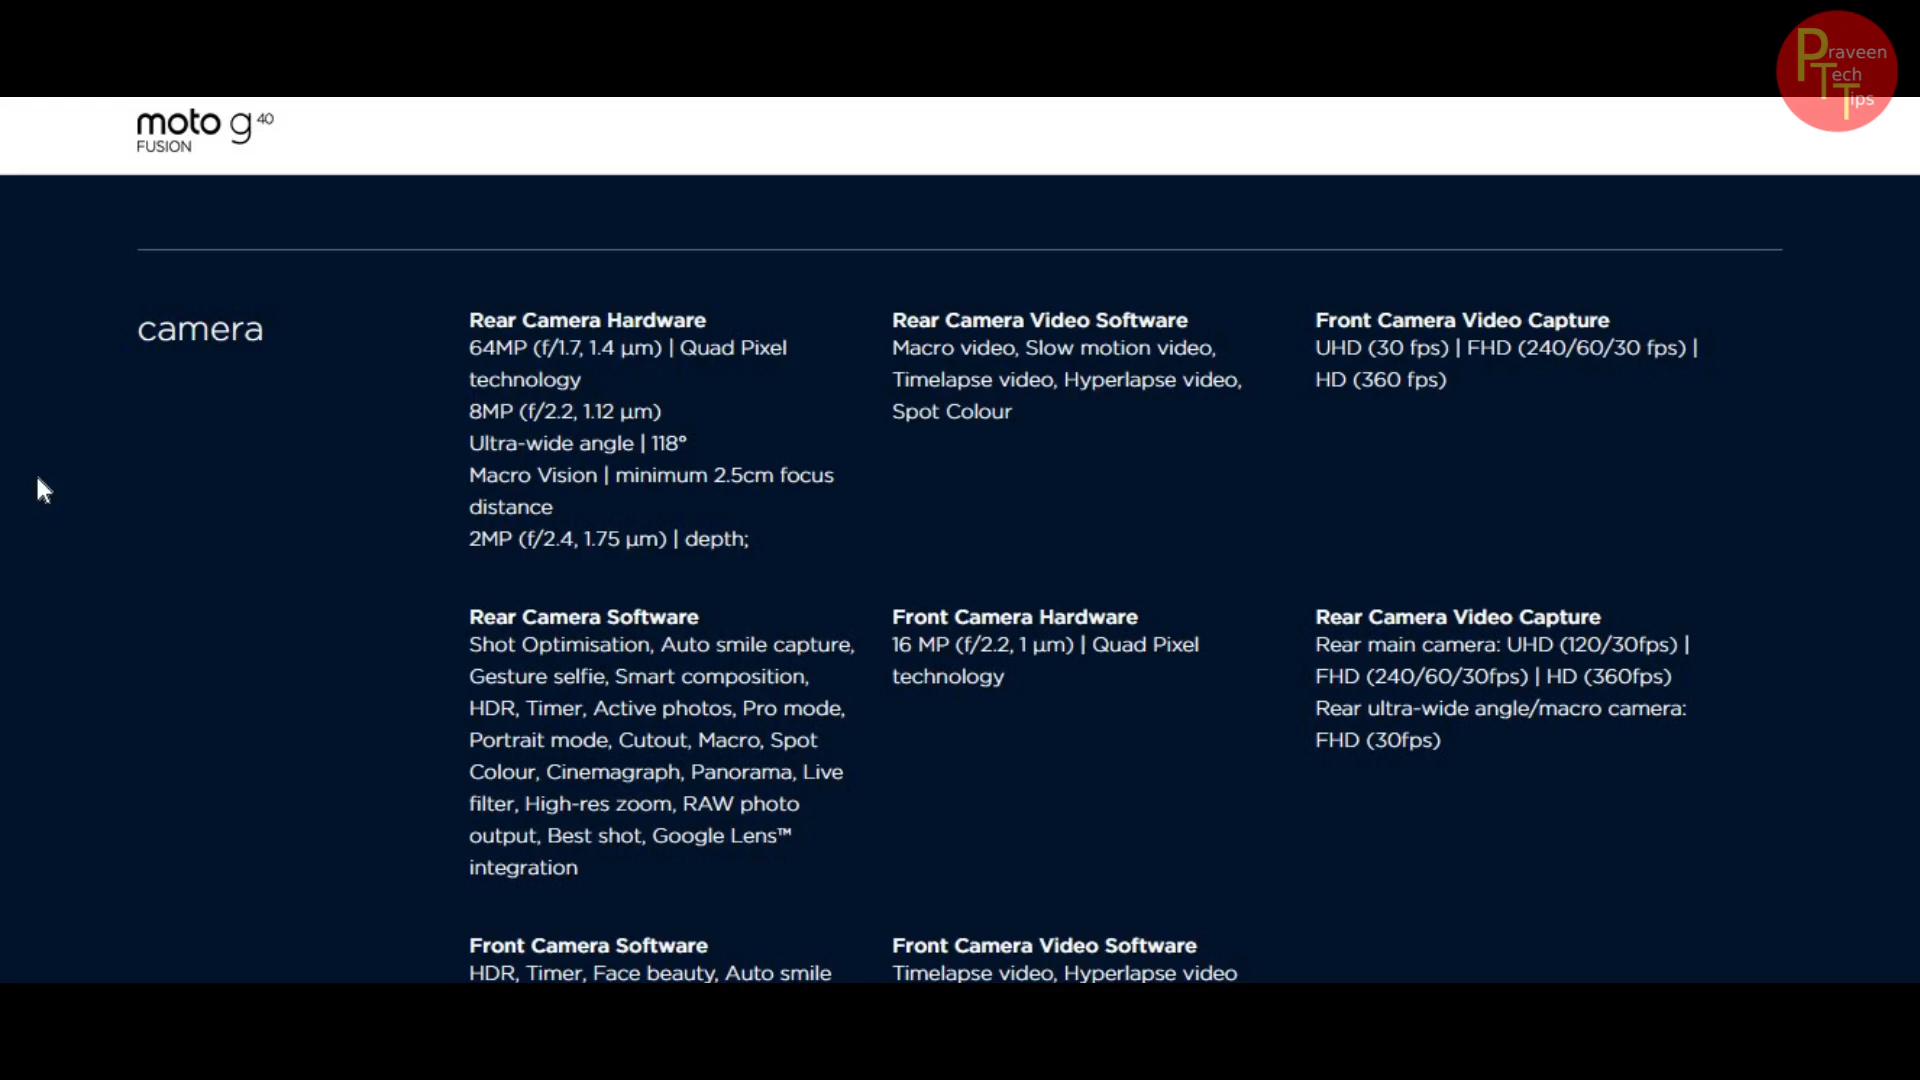 Praveen
Tech
Tips
moto g 40
FUSION
camera
Rear Camera Hardware
64MP (f/1.7, 1.4 μm) | Quad Pixel
technology
8MP (f/2.2, 1.12 μm)
Ultra-wide angle | 118°
Macro Vision | minimum 2.5cm focus
distance
2MP (f/2.4, 1.75 μm) | depth;
Rear Camera Video Software
Macro video, Slow motion video,
Timelapse video, Hyperlapse video,
Spot Colour
Front Camera Video Capture
UHD (30 fps) | FHD (240/60/30 fps) |
HD (360 fps)
Rear Camera Software
Shot Optimisation, Auto smile capture,
Gesture selfie, Smart composition,
HDR, Timer, Active photos, Pro mode,
Portrait mode, Cutout, Macro, Spot
Colour, Cinemagraph, Panorama, Live
filter, High-res zoom, RAW photo
output, Best shot, Google Lens™
integration
Front Camera Hardware
16 MP (f/2.2, 1 μm) | Quad Pixel
technology
Rear Camera Video Capture
Rear main camera: UHD (120/30fps) |
FHD (240/60/30fps) | HD (360fps)
Rear ultra-wide angle/macro camera:
FHD (30fps)
Front Camera Software
HDR, Timer, Face beauty, Auto smile
Front Camera Video Software
Timelapse video, Hyperlapse video